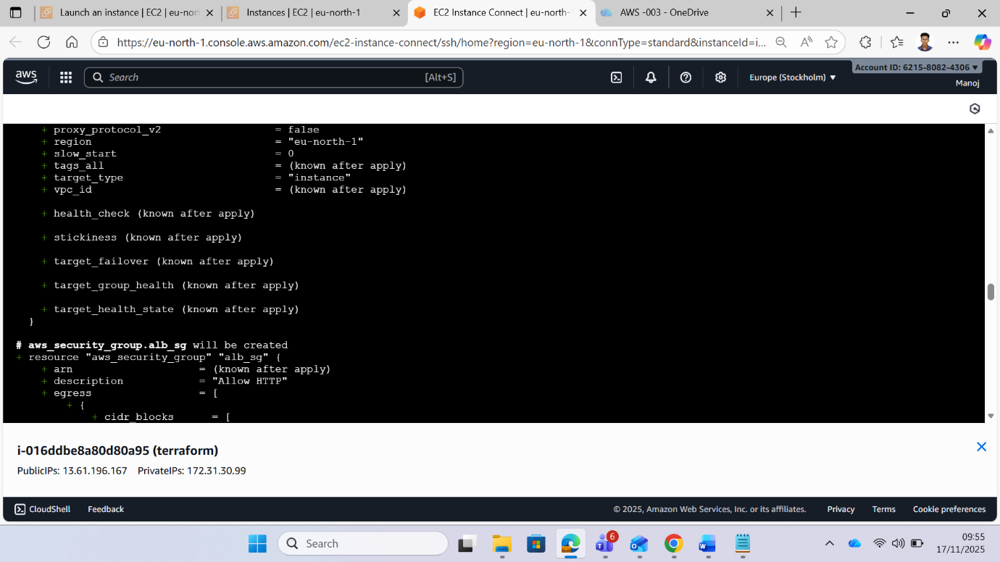 Launch an instance | EC2 | eu-nort
Instances | EC2 | eu-north-1
EC2 Instance Connect | eu-north-
AWS -003 - OneDrive
https://eu-north-1.console.aws.amazon.com/ec2-instance-connect/ssh/home?region=eu-north-1&connType=standard&instanceId=i...
aws
Search
[Alt+S]
Europe (Stockholm)
Account ID: 6215-8082-4306
Manoj
+ proxy_protocol_v2 = false
+ region = "eu-north-1"
+ slow_start = 0
+ tags_all = (known after apply)
+ target_type = "instance"
+ vpc_id = (known after apply)
+ health_check (known after apply)
+ stickiness (known after apply)
+ target_failover (known after apply)
+ target_group_health (known after apply)
+ target_health_state (known after apply)
}
# aws_security_group.alb_sg will be created
+ resource "aws_security_group" "alb_sg" {
+ arn = (known after apply)
+ description = "Allow HTTP"
+ egress = [
+ {
+ cidr_blocks = [
i-016ddbe8a80d80a95 (terraform)
PublicIPs: 13.61.196.167 PrivateIPs: 172.31.30.99
CloudShell Feedback © 2025, Amazon Web Services, Inc. or its affiliates. Privacy Terms Cookie preferences
Search
6
09:55
17/11/2025